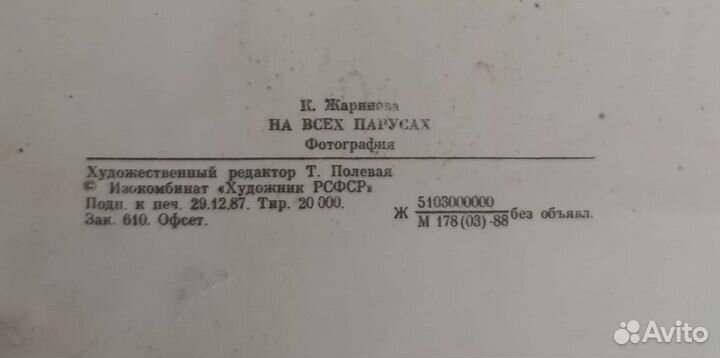 К. Жаринова
НА ВСЕХ ПАРУСАХ
Фотография
Художественный редактор Т. Полевая
© Изокомбинат «Художник РСФСР»
Подп. к печ. 29.12.87. Тир. 20 000.
Зак. 610. Офсет.
Ж 5103000000
М 178(03)-88 без объявл.
Avito